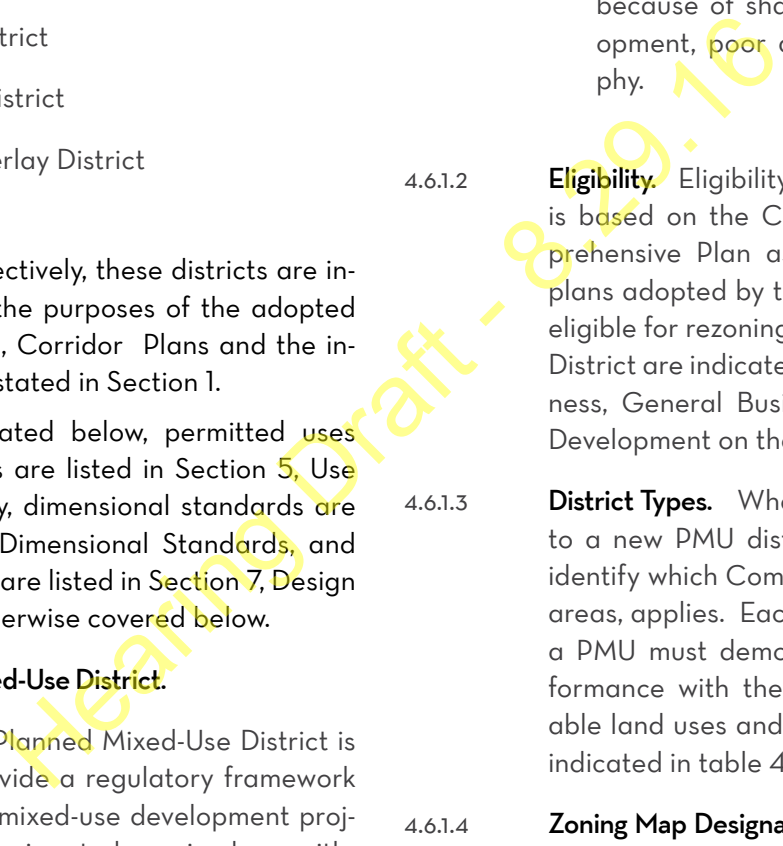 trict
istrict
erlay District
ectively, these districts are in-
the purposes of the adopted
, Corridor Plans and the in-
stated in Section 1.
ated below, permitted uses
s are listed in Section 5, Use
y, dimensional standards are
Dimensional Standards, and
are listed in Section 7, Design
erwise covered below.
ed-Use District.
Planned Mixed-Use District is
vide a regulatory framework
mixed-use development proj-
because of sha
opment, poor
phy.
4.6.1.2 Eligibility. Eligibility
is based on the C
prehensive Plan a
plans adopted by t
eligible for rezoning
District are indicate
ness, General Busi
Development on the
4.6.1.3 District Types. Whe
to a new PMU dist
identify which Com
areas, applies. Eac
a PMU must demo
formance with the
able land uses and
indicated in table 4
4.6.1.4 Zoning Map Designa
Hearing Draft - 8.29.16